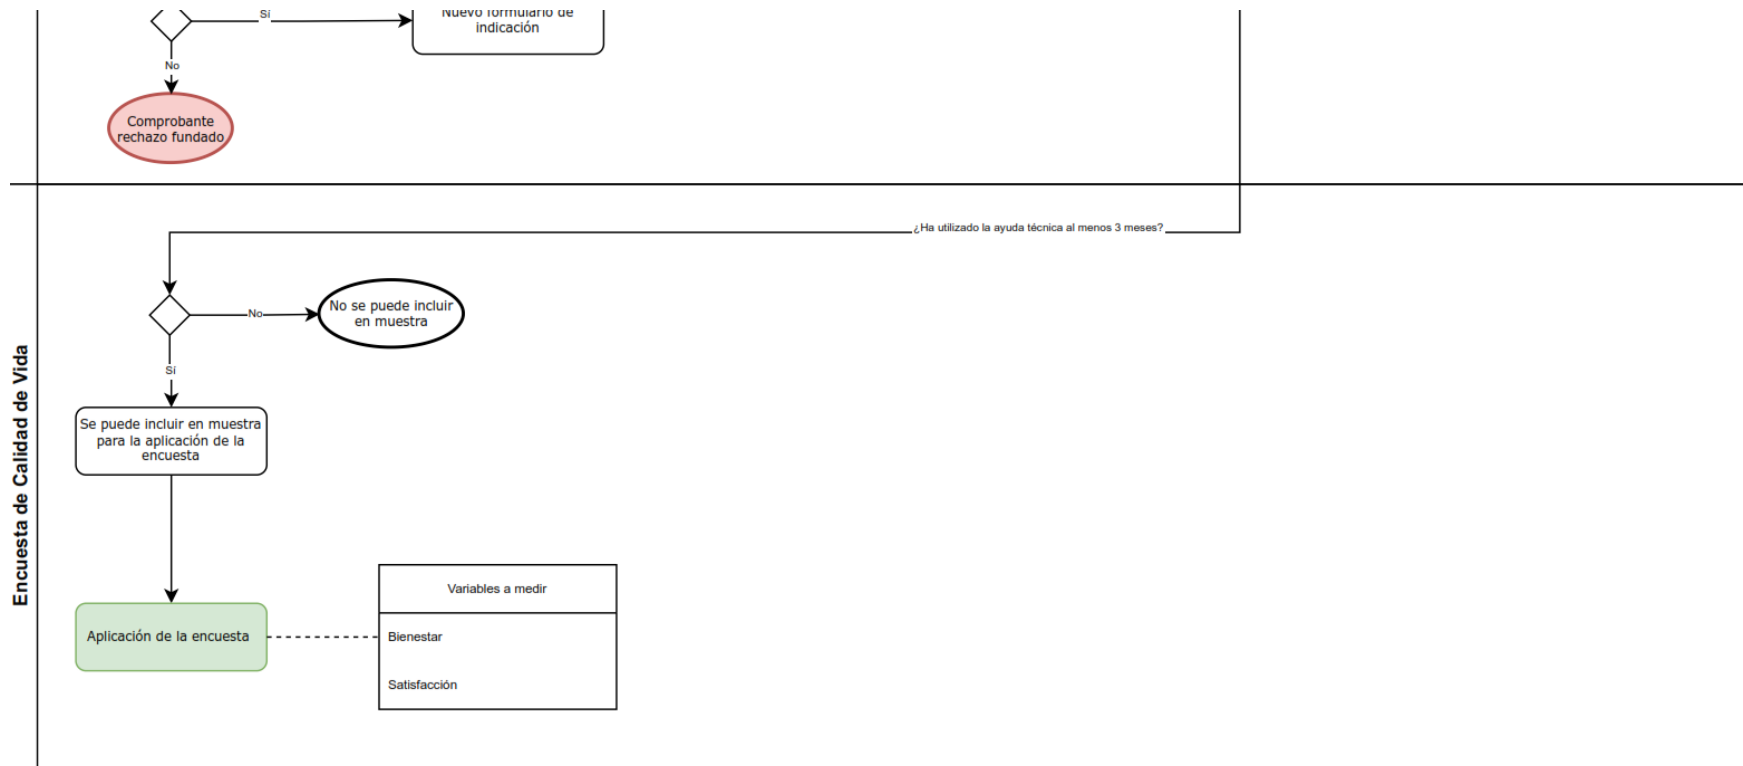 Sí
Nuevo formulario de
indicación
No
Comprobante
rechazo fundado
¿Ha utilizado la ayuda técnica al menos 3 meses?
No
No se puede incluir
en muestra
Sí
Se puede incluir en muestra
para la aplicación de la
encuesta
Encuesta de Calidad de Vida
Variables a medir
Aplicación de la encuesta
Bienestar
Satisfacción